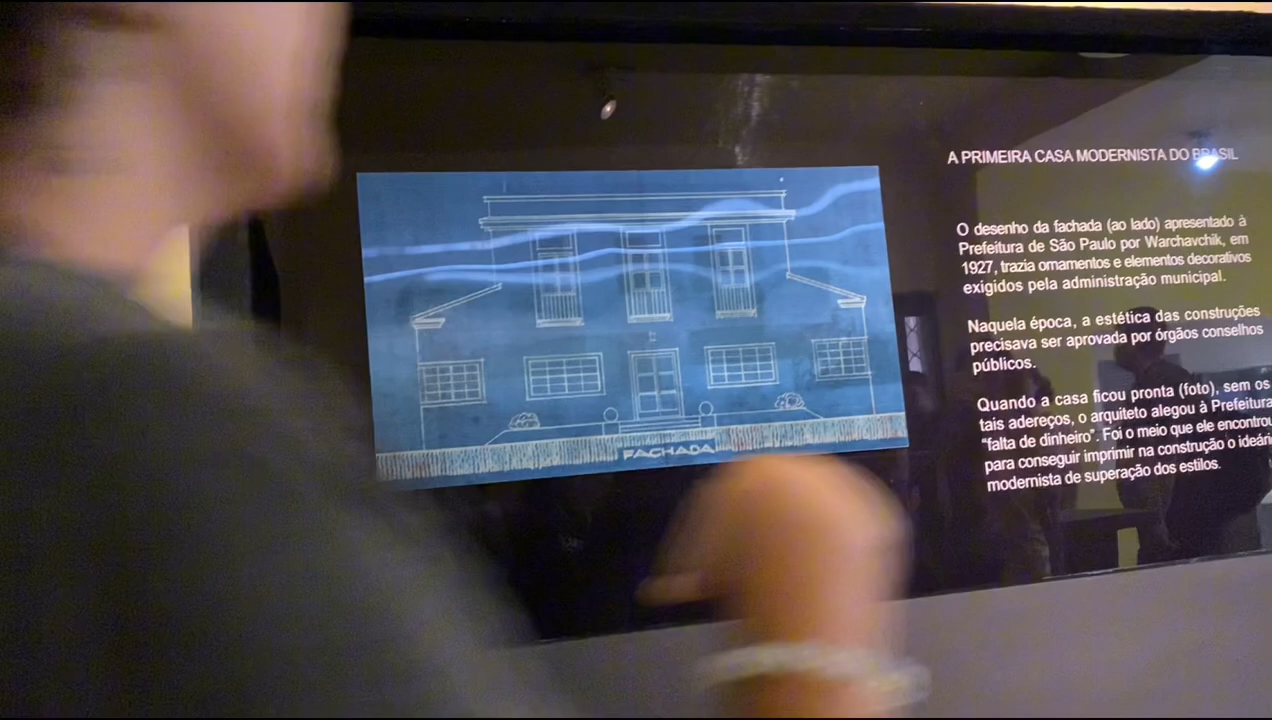 A PRIMEIRA CASA MODERNISTA DO BRASIL
O desenho da fachada (ao lado) apresentado à
Prefeitura de São Paulo por Warchavchik, em
1927, trazia ornamentos e elementos decorativos
exigidos pela administração municipal.
Naquela época, a estética das construções
precisava ser aprovada por órgãos conselhos
públicos.
Quando a casa ficou pronta (foto), sem os
tais adereços, o arquiteto alegou à Prefeitura
“falta de dinheiro”. Foi o meio que ele encontrou
para conseguir imprimir na construção o ideári
modernista de superação dos estilos.
FACHADA